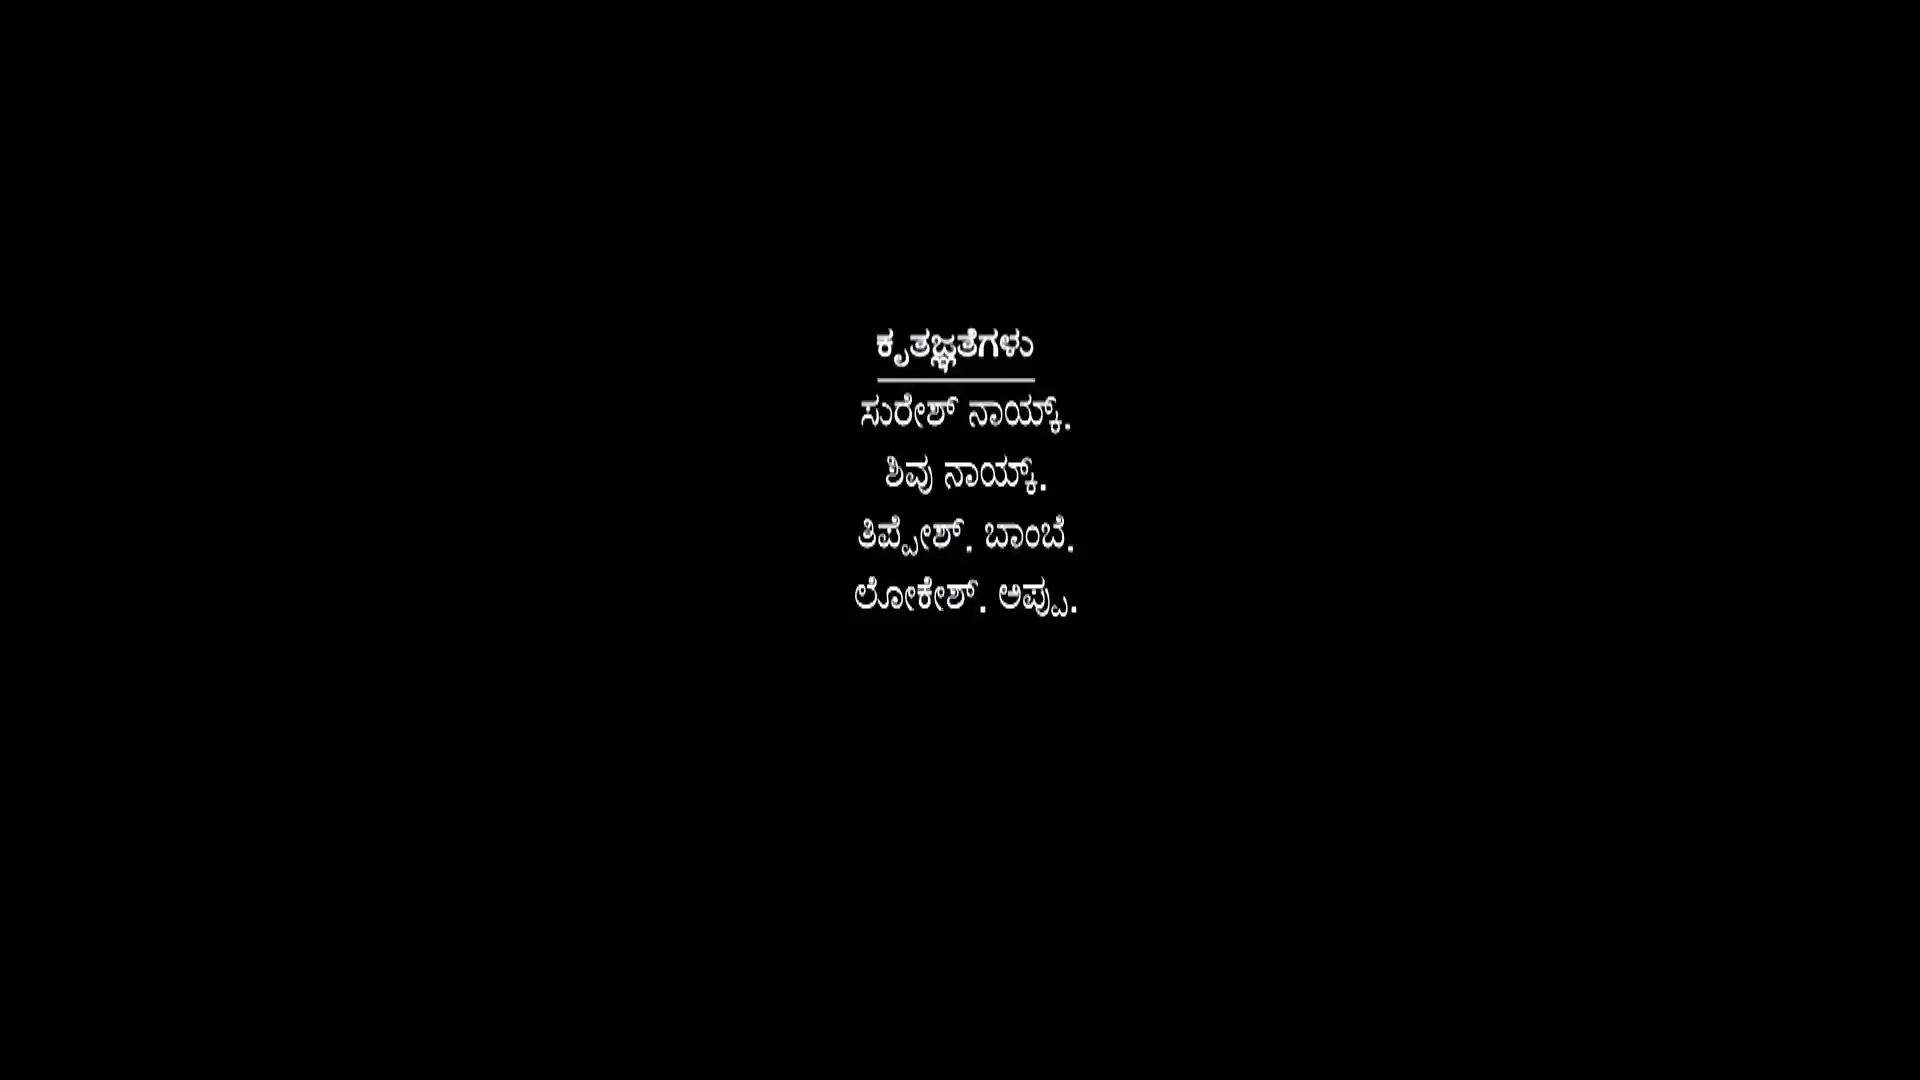 ಕೃತಜ್ಞತೆಗಳು
ಸುರೇಶ್ ನಾಯ್ಕ್.
ಶಿವು ನಾಯ್ಕ್.
ತಿಪ್ಪೇಶ್. ಬಾಂಬೆ.
ಲೋಕೇಶ್. ಅಪ್ಪು.